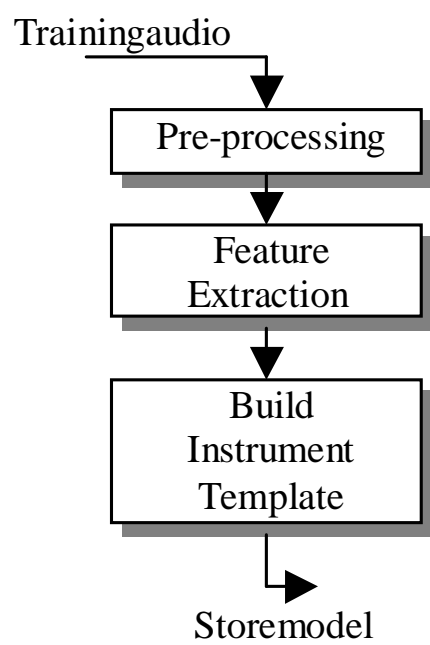 Trainingaudio
Pre-processing
Feature
Extraction
Build
Instrument
Template
Storemodel